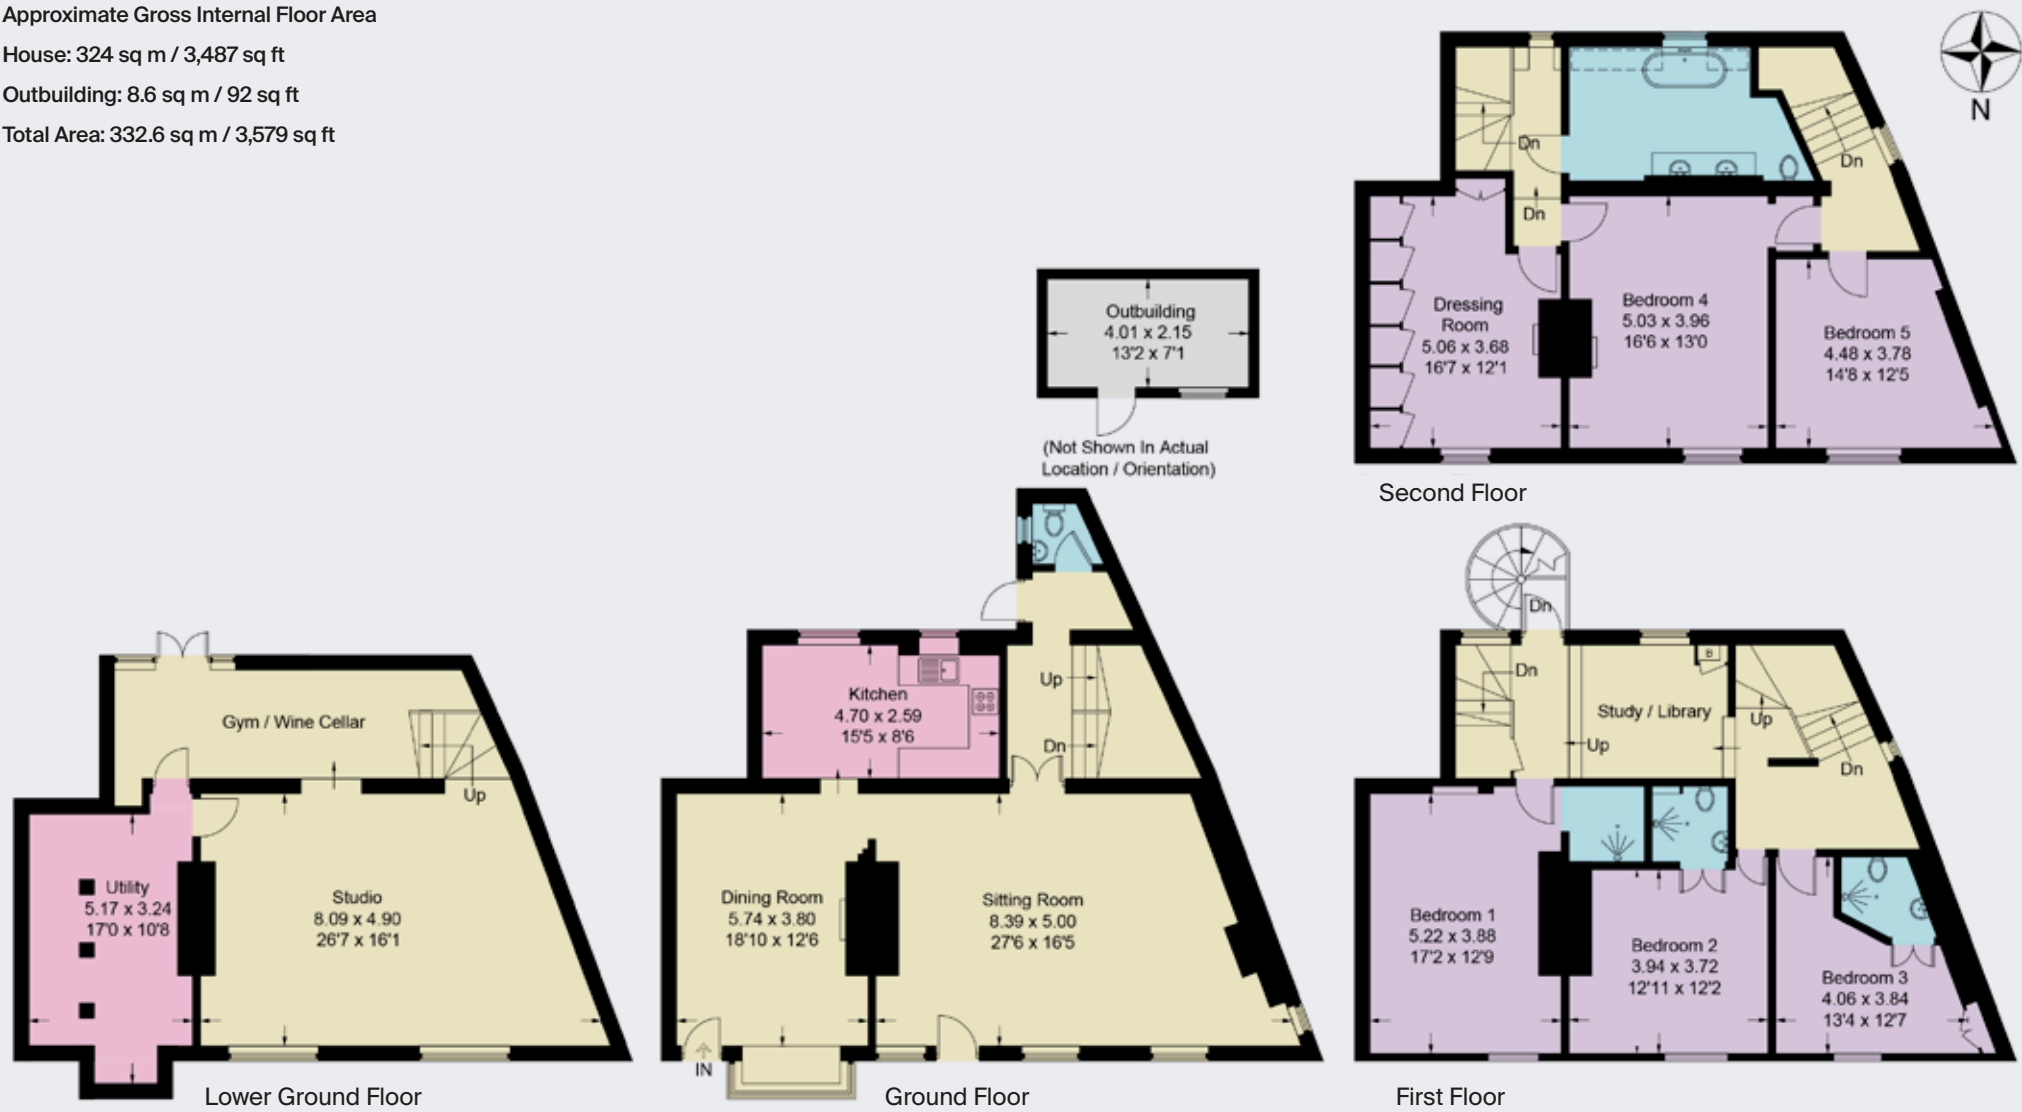 Approximate Gross Internal Floor Area
House: 324 sq m / 3,487 sq ft
Outbuilding: 8.6 sq m / 92 sq ft
Total Area: 332.6 sq m / 3,579 sq ft
N
Dn
Dn
Dn
Dressing
Room
5.06 x 3.68
16'7 x 12'1
Bedroom 4
5.03 x 3.96
16'6 x 13'0
Bedroom 5
4.48 x 3.78
14'8 x 12'5
Second Floor
Outbuilding
4.01 x 2.15
13'2 x 7'1
(Not Shown In Actual
Location / Orientation)
Gym / Wine Cellar
Up
Utility
5.17 x 3.24
17'0 x 10'8
Studio
8.09 x 4.90
26'7 x 16'1
Lower Ground Floor
Kitchen
4.70 x 2.59
15'5 x 8'6
Up
Dn
Dining Room
5.74 x 3.80
18'10 x 12'6
Sitting Room
8.39 x 5.00
27'6 x 16'5
IN
Ground Floor
Dn
Dn
B
Study / Library
Up
Up
Dn
Bedroom 1
5.22 x 3.88
17'2 x 12'9
Bedroom 2
3.94 x 3.72
12'11 x 12'2
Bedroom 3
4.06 x 3.84
13'4 x 12'7
First Floor